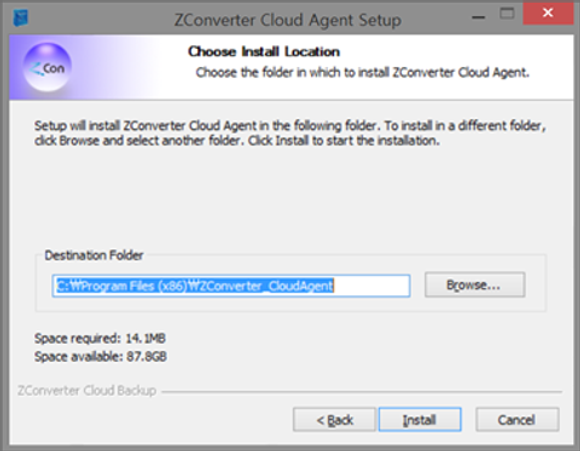 ZConverter Cloud Agent Setup
Con
Choose Install Location
Choose the folder in which to install ZConverter Cloud Agent.
Setup will install ZConverter Cloud Agent in the following folder. To install in a different folder,
click Browse and select another folder. Click Install to start the installation.
Destination Folder
C:₩Program Files (x86)₩ZConverter_CloudAgent
Browse...
Space required: 14.1MB
Space available: 87.8GB
ZConverter Cloud Backup
< Back Install Cancel